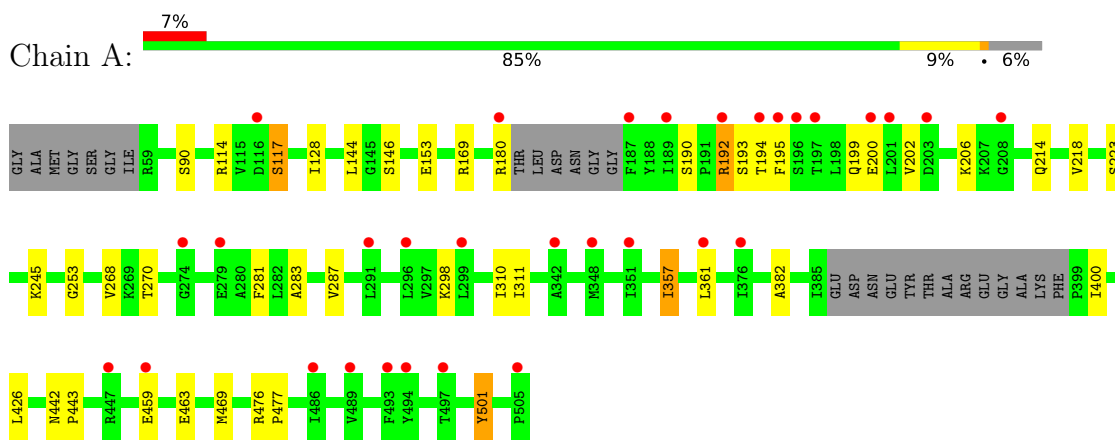 7%
Chain A:
85% 9% • 6%
GLY ALA MET GLY SER GLY ILE R59 S90 R114 V115 D116 S117 I128 L144 G145 S146 E153 R169 R180 THR LEU ASP ASN GLY GLY F187 Y188 I189 S190 P191 R192 S193 T194 F195 S196 T197 L198 Q199 E200 L201 V202 D203 K206 K207 G208 Q214 V218 S223
K245 G253 V268 K269 T270 G274 E279 A280 F281 L282 A283 V287 L291 L296 V297 K298 L299 I310 I311 A342 M348 I351 I357 L361 I376 A382 I385 GLU ASP ASN GLU TYR THR ALA ARG GLU GLY ALA LYS PHE P399 I400
L426 N442 P443 R447 E459 E463 M469 R476 P477 I486 V489 F493 Y494 T497 Y501 P505